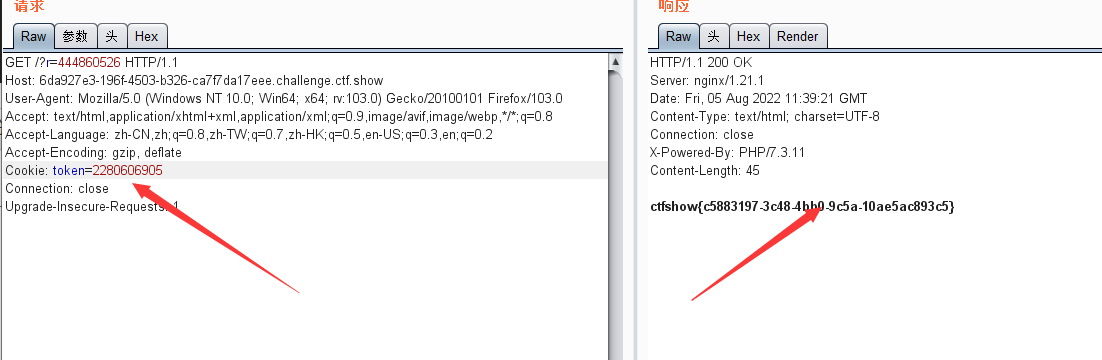 请求
Raw 参数 头 Hex
GET /?r=444860526 HTTP/1.1
Host: 6da927e3-196f-4503-b326-ca7f7da17eee.challenge.ctf.show
User-Agent: Mozilla/5.0 (Windows NT 10.0; Win64; x64; rv:103.0) Gecko/20100101 Firefox/103.0
Accept: text/html,application/xhtml+xml,application/xml;q=0.9,image/avif,image/webp,*/*;q=0.8
Accept-Language: zh-CN,zh;q=0.8,zh-TW;q=0.7,zh-HK;q=0.5,en-US;q=0.3,en;q=0.2
Accept-Encoding: gzip, deflate
Cookie: token=2280606905
Connection: close
Upgrade-Insecure-Requests: 1
响应
Raw 头 Hex Render
HTTP/1.1 200 OK
Server: nginx/1.21.1
Date: Fri, 05 Aug 2022 11:39:21 GMT
Content-Type: text/html; charset=UTF-8
Connection: close
X-Powered-By: PHP/7.3.11
Content-Length: 45
ctfshow{c5883197-3c48-4bb0-9c5a-10ae5ac893c5}